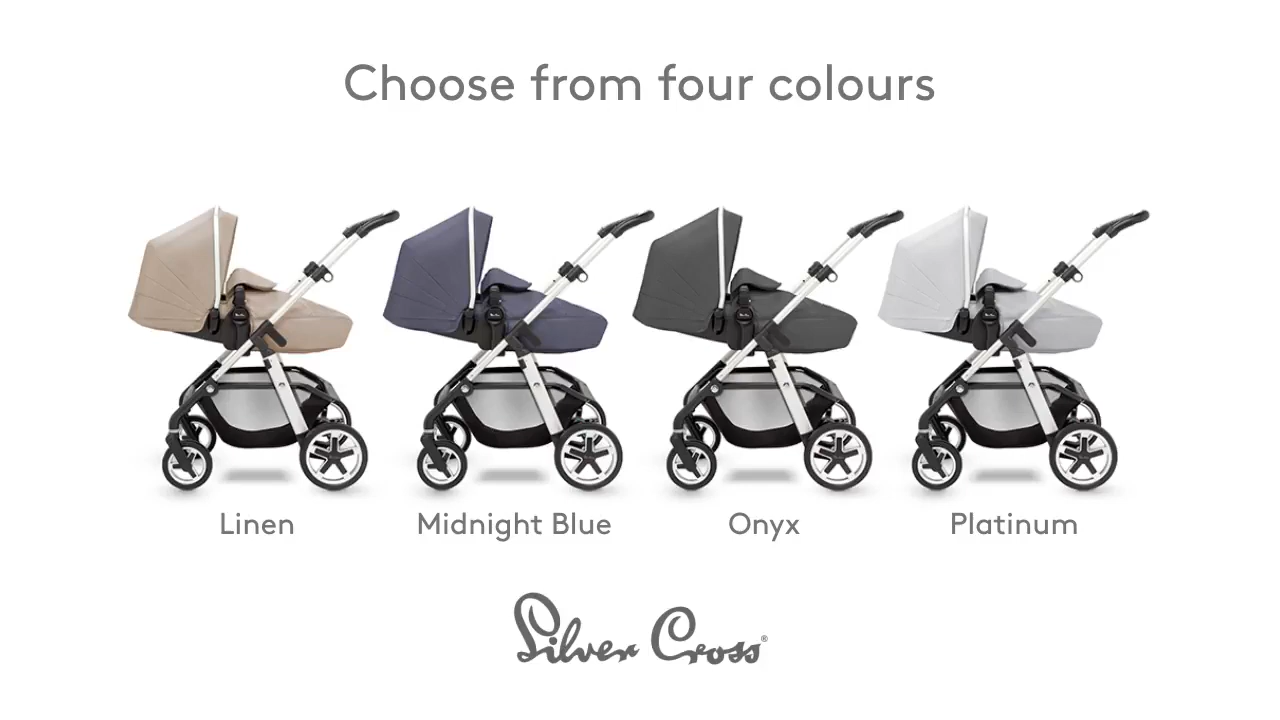 Choose from four colours
Linen
Midnight Blue
Onyx
Platinum
Silver Cross®